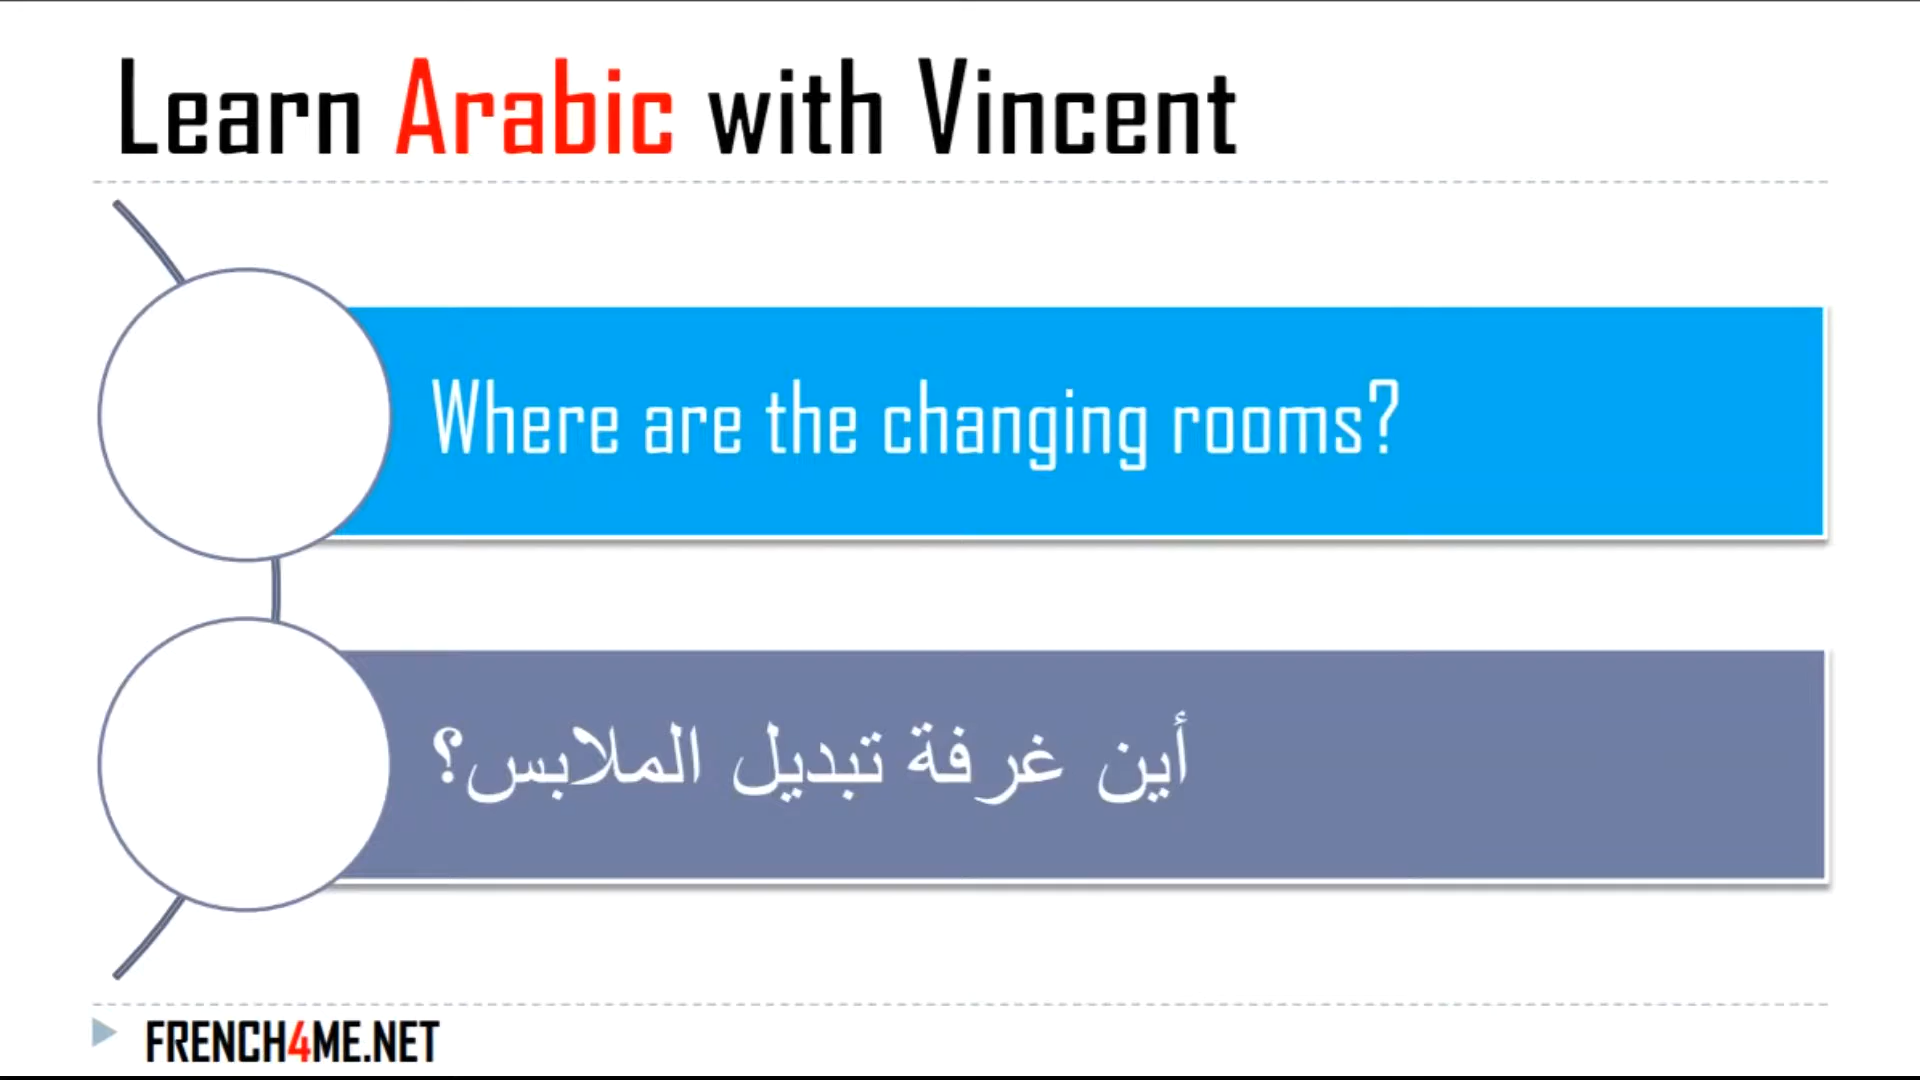 Learn Arabic with Vincent
Where are the changing rooms?
أين غرفة تبديل الملابس؟
FRENCH4ME.NET